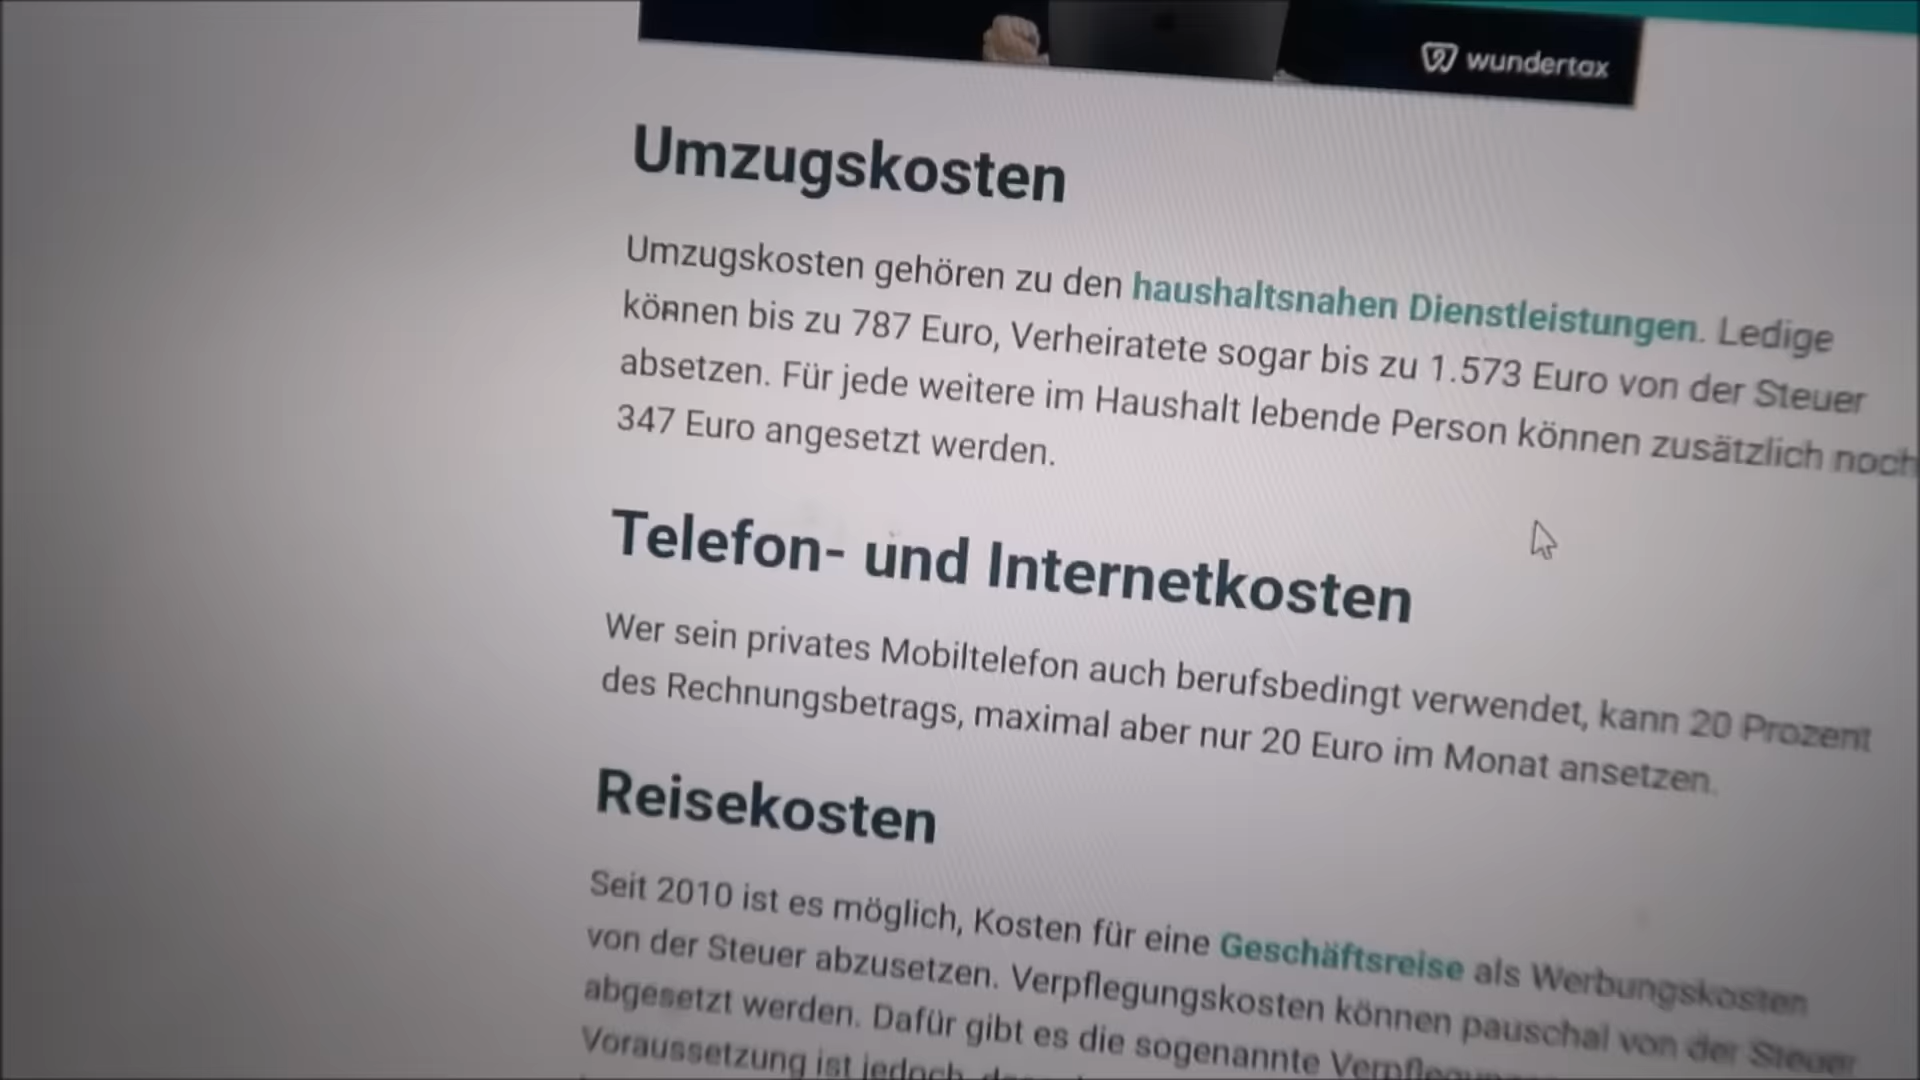 wundertax
Umzugskosten
Umzugskosten gehören zu den haushaltsnahen Dienstleistungen. Ledige
können bis zu 787 Euro, Verheiratete sogar bis zu 1.573 Euro von der Steuer
absetzen. Für jede weitere im Haushalt lebende Person können zusätzlich noch
347 Euro angesetzt werden.
Telefon- und Internetkosten
Wer sein privates Mobiltelefon auch berufsbedingt verwendet, kann 20 Prozent
des Rechnungsbetrags, maximal aber nur 20 Euro im Monat ansetzen.
Reisekosten
Seit 2010 ist es möglich, Kosten für eine Geschäftsreise als Werbungskosten
von der Steuer abzusetzen. Verpflegungskosten können pauschal von der Steuer
abgesetzt werden. Dafür gibt es die sogenannte
Voraussetzung ist jedoch,